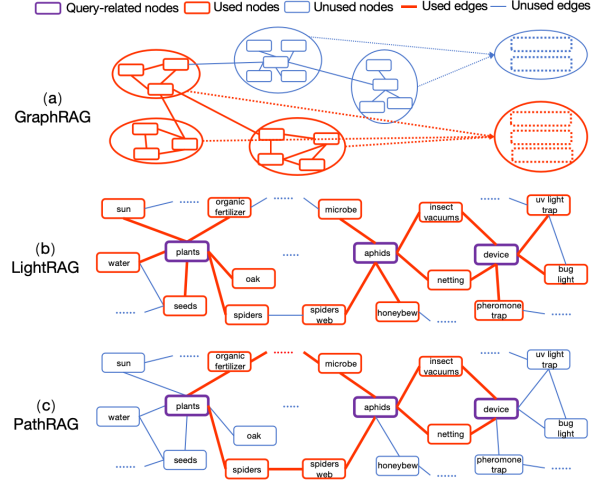 Query-related nodes Used nodes Unused nodes Used edges Unused edges
(a)
GraphRAG
sun
......
organic
fertilizer
......
microbe
insect
vacuums
......
uv light
trap
(b)
LightRAG
water
plants
......
aphids
device
oak
netting
bug
light
......
seeds
spiders
spiders
web
honeybew
......
pheromone
trap
......
sun
......
organic
fertilizer
......
microbe
insect
vacuums
......
uv light
trap
(c)
PathRAG
water
plants
......
aphids
device
oak
netting
bug
light
......
seeds
spiders
spiders
web
honeybew
......
pheromone
trap
......